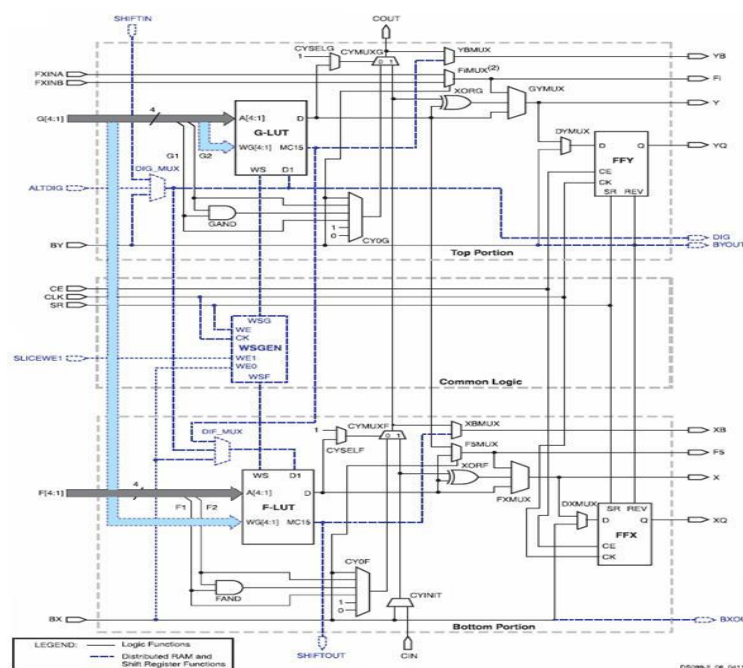 SHIFTIN
COUT
CYSELG
CYMUXG
YBMUX
YB
1
0 1
FXINA
FXINB
FiMUX(2)
Fi
XORG
GYMUX
Y
4
G[4:1]
A[4:1]
D
G-LUT
WG[4:1]
MC15
G1
G2
WS
D1
DYMUX
D
Q
FFY
CE
CK
SR
REV
YQ
DIG_MUX
ALTDIG
GAND
1
0
CY0G
BY
DIG
BYOUT
Top Portion
CE
CLK
SR
WSG
WE
CK
WSGEN
WE1
WE0
WSF
SLICEWE1
Common Logic
DIF_MUX
CYMUXF
CYSELF
1
0 1
XBMUX
XB
F5MUX
F5
XORF
X
FXMUX
WS
D1
4
F[4:1]
A[4:1]
D
F-LUT
WG[4:1]
MC15
F1
F2
DXMUX
SR
REV
D
Q
FFX
CE
CK
XQ
FAND
CY0F
1
0
CYINIT
BX
Bottom Portion
SHIFTOUT
CIN
LEGEND:
Logic Functions
Distributed RAM and
Shift Register Functions